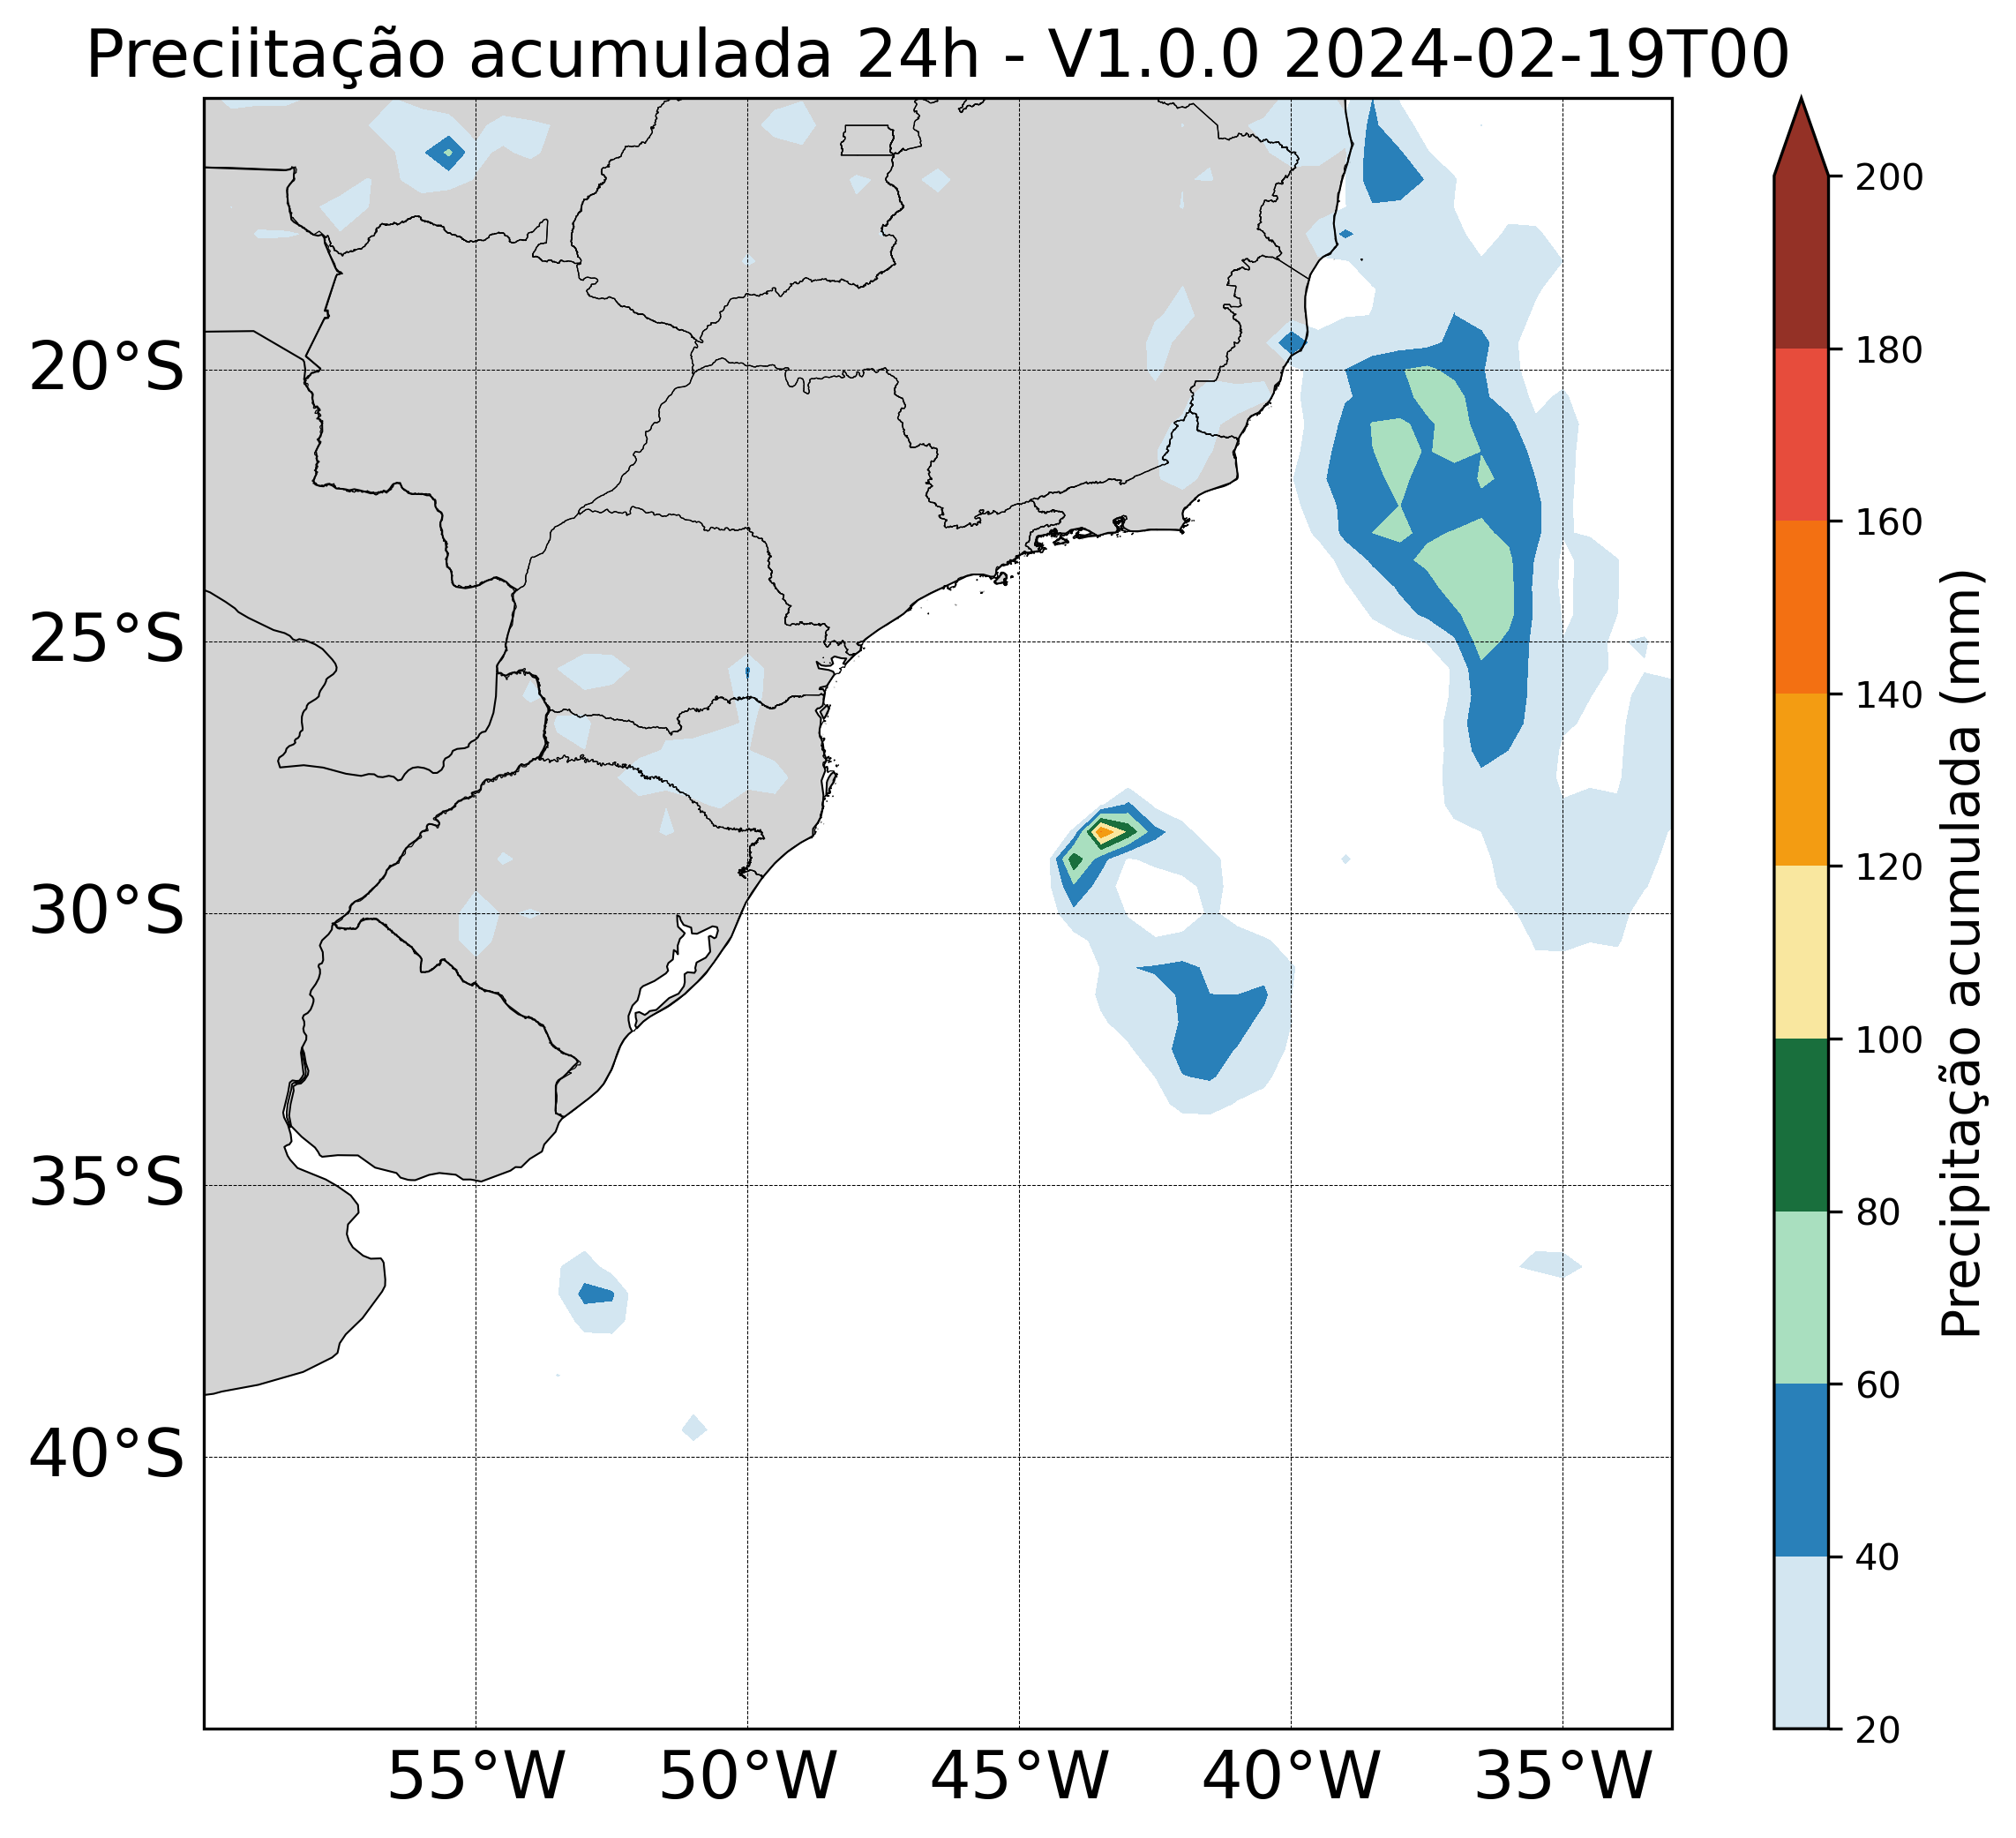 Preciitação acumulada 24h - V1.0.0 2024-02-19T00
20°S
25°S
30°S
35°S
40°S
55°W
50°W
45°W
40°W
35°W
200
180
160
140
120
100
80
60
40
20
Precipitação acumulada (mm)